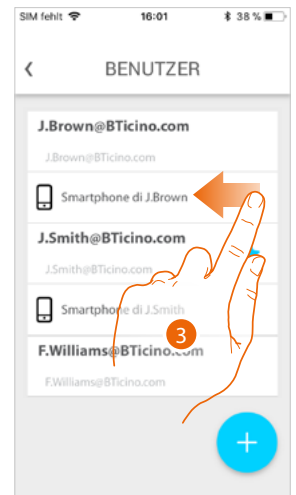 SIM fehlt 16:01 38 %
BENUTZER
J.Brown@BTicino.com
J.Brown@BTicino.com
Smartphone di J.Brown
J.Smith@BTicino.com
J.Smith@BTicino.com
Smartphone di J.Smith
3
F.Williams@BTicino.com
F.Williams@BTicino.com
+